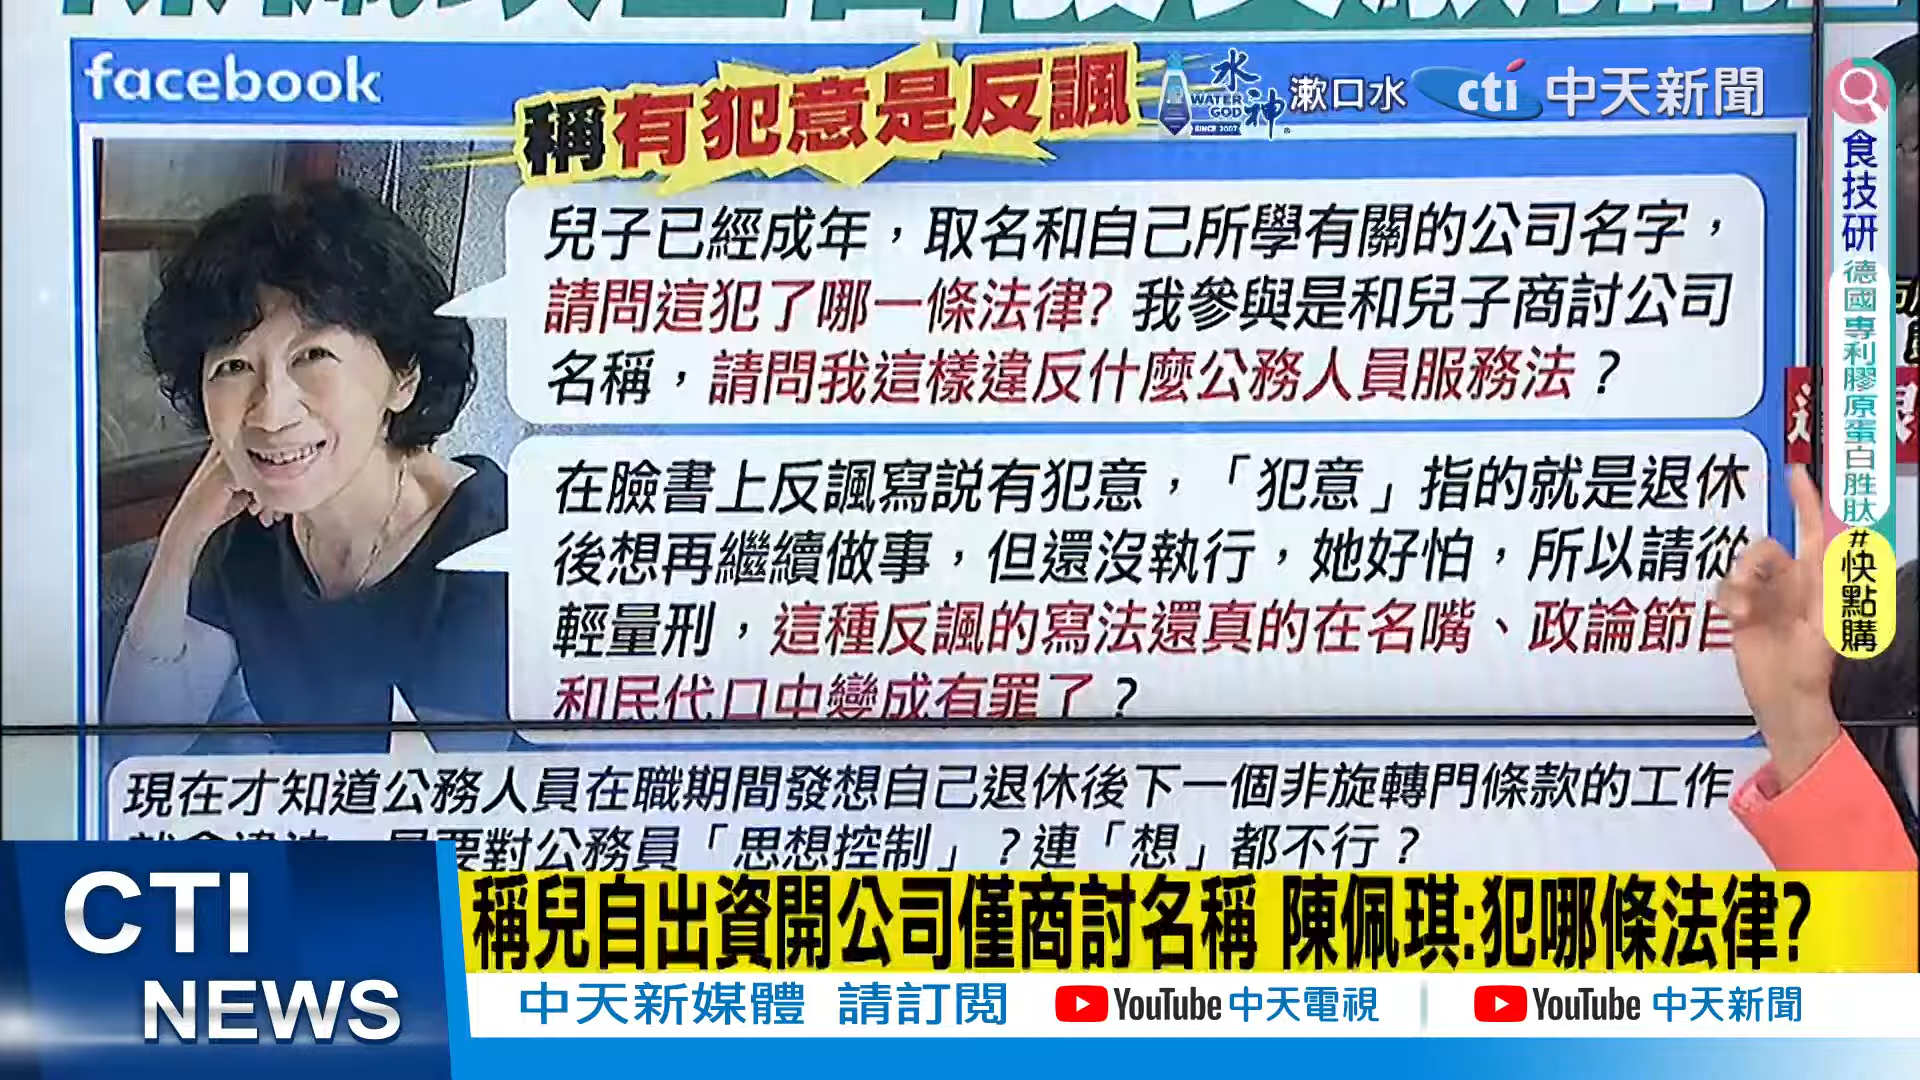 facebook
稱有犯意是反諷
水神
WATER GOD
SINCE 2007
漱口水
cti 中天新聞
兒子已經成年，取名和自己所學有關的公司名字，
請問這犯了哪一條法律? 我參與是和兒子商討公司
名稱，請問我這樣違反什麼公務人員服務法？
在臉書上反諷寫説有犯意，「犯意」指的就是退休
後想再繼續做事，但還沒執行，她好怕，所以請從
輕量刑，這種反諷的寫法還真的在名嘴、政論節目
和民代口中變成有罪了？
現在才知道公務人員在職期間發想自己退休後下一個非旋轉門條款的工作
要對公務員「思想控制」？連「想」都不行？
食技研
德國專利膠原蛋白胜肽
#快點購
CTI
NEWS
稱兒自出資開公司僅商討名稱 陳佩琪:犯哪條法律?
中天新媒體 請訂閱 YouTube 中天電視 YouTube 中天新聞